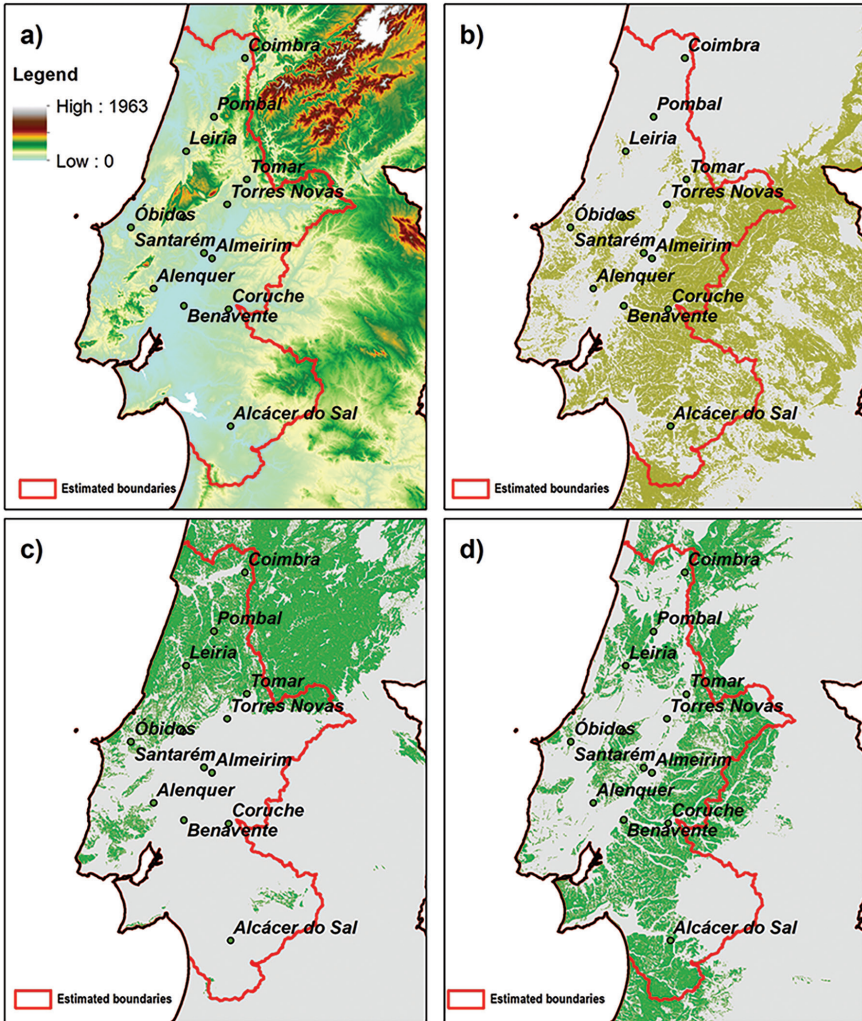 a)
Legend
High : 1963
Low : 0
Coimbra
Pombal
Leiria
Tomar
Torres Novas
Óbidos
Santarém
Almeirim
Alenquer
Coruche
Benavente
Alcácer do Sal
Estimated boundaries
b)
Coimbra
Pombal
Leiria
Tomar
Torres Novas
Óbidos
Santarém
Almeirim
Alenquer
Coruche
Benavente
Alcácer do Sal
Estimated boundaries
c)
Coimbra
Pombal
Leiria
Tomar
Torres Novas
Óbidos
Santarém
Almeirim
Alenquer
Coruche
Benavente
Alcácer do Sal
Estimated boundaries
d)
Coimbra
Pombal
Leiria
Tomar
Torres Novas
Óbidos
Santarém
Almeirim
Alenquer
Coruche
Benavente
Alcácer do Sal
Estimated boundaries